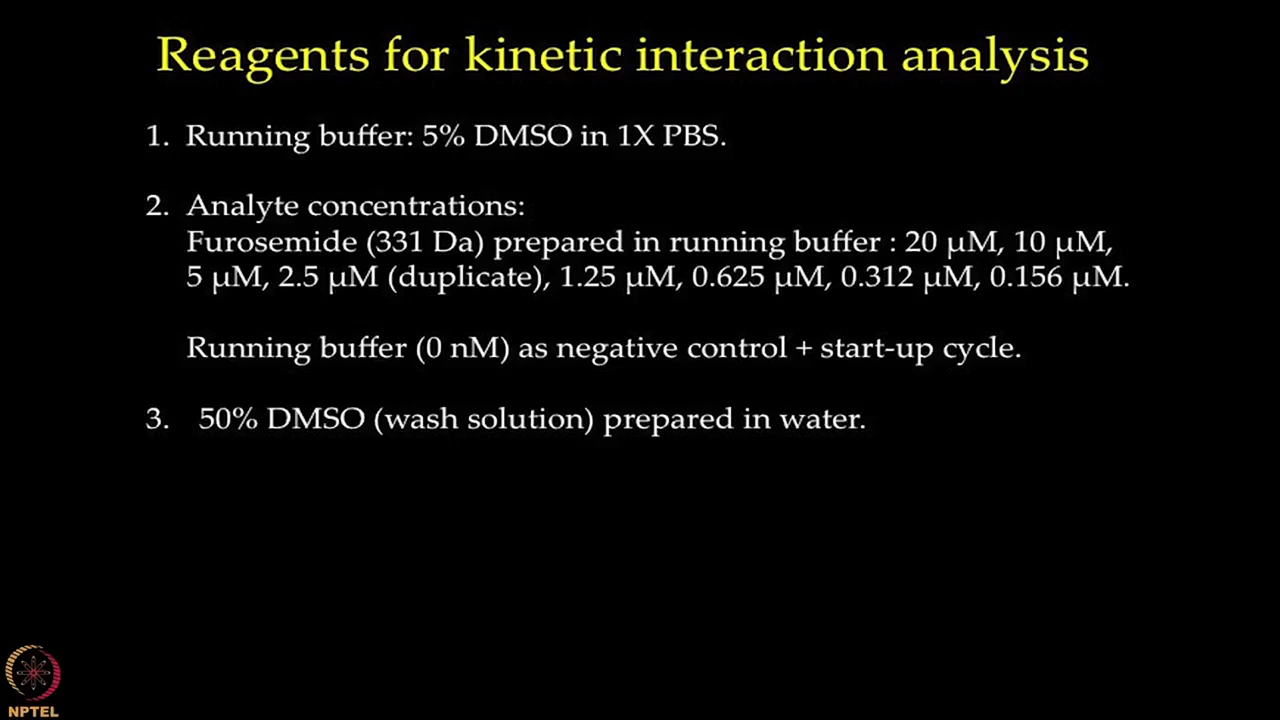 Reagents for kinetic interaction analysis
1. Running buffer: 5% DMSO in 1X PBS.
2. Analyte concentrations:
Furosemide (331 Da) prepared in running buffer : 20 µM, 10 µM,
5 µM, 2.5 µM (duplicate), 1.25 µM, 0.625 µM, 0.312 µM, 0.156 µM.
Running buffer (0 nM) as negative control + start-up cycle.
3. 50% DMSO (wash solution) prepared in water.
NPTEL